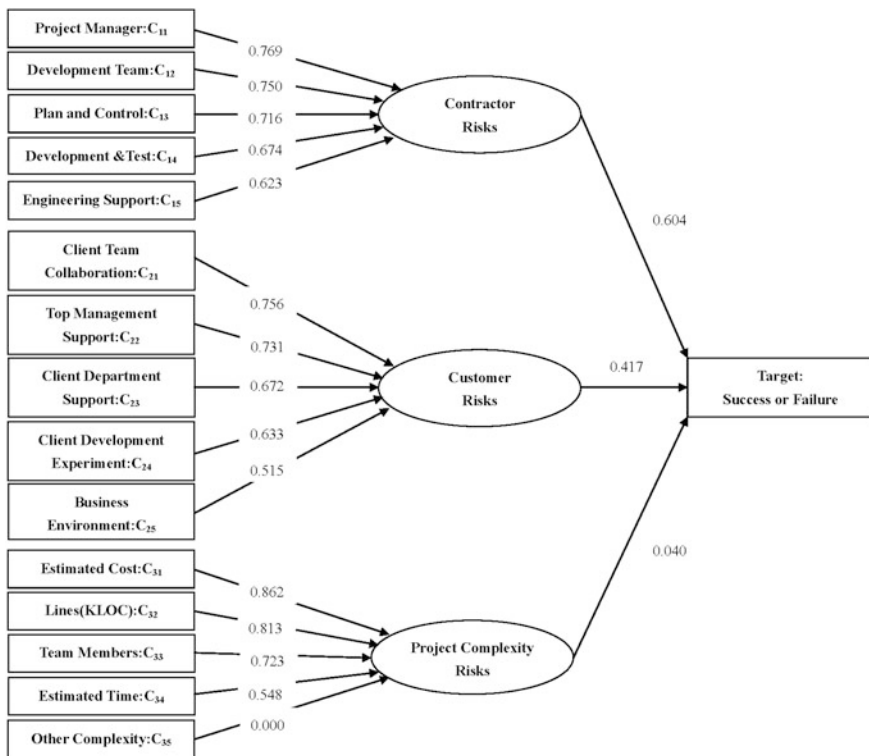 Project Manager:C₁₁
Development Team:C₁₂
Plan and Control:C₁₃
Development &Test:C₁₄
Engineering Support:C₁₅
0.769
0.750
0.716
0.674
0.623
Contractor
Risks
0.604
Client Team
Collaboration:C₂₁
Top Management
Support:C₂₂
Client Department
Support:C₂₃
Client Development
Experiment:C₂₄
Business
Environment:C₂₅
0.756
0.731
0.672
0.633
0.515
Customer
Risks
0.417
Target:
Success or Failure
Estimated Cost:C₃₁
Lines(KLOC):C₃₂
Team Members:C₃₃
Estimated Time:C₃₄
Other Complexity:C₃₅
0.862
0.813
0.723
0.548
0.000
Project Complexity
Risks
0.040